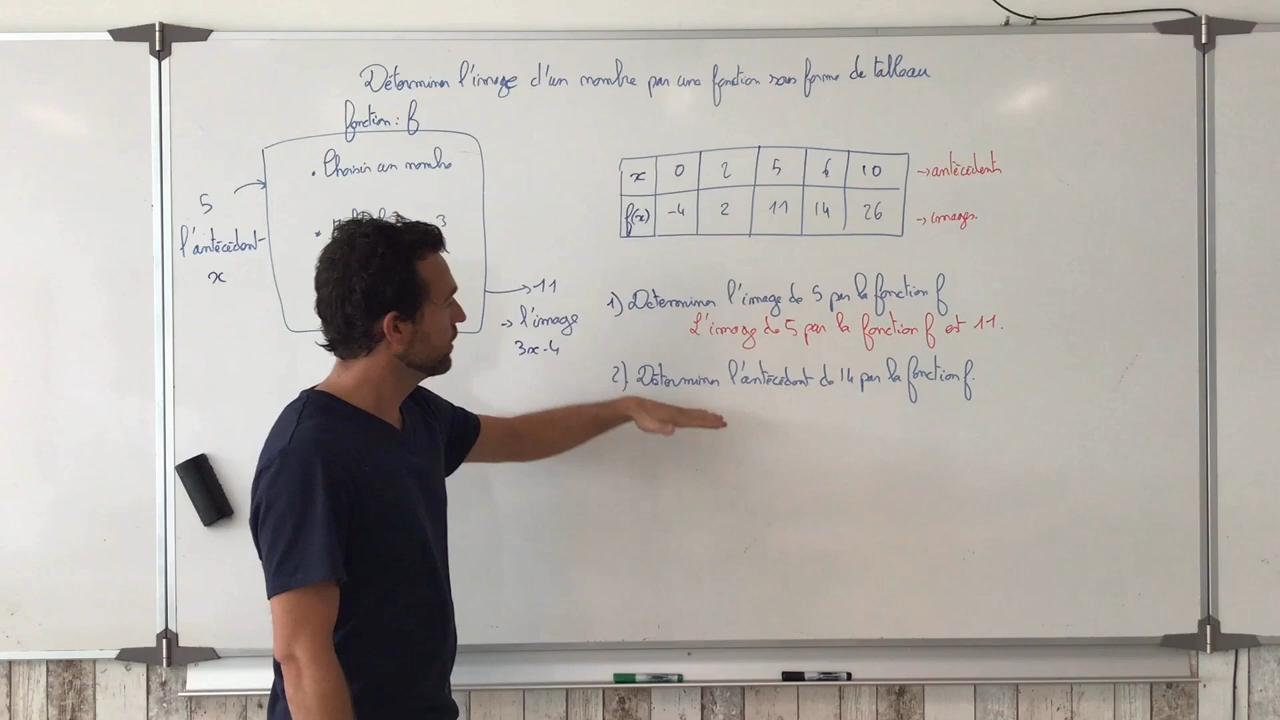 Déterminer l'image d'un nombre par une fonction sous forme de tableau
fonction : f
. Choisir un nombre
3
5
l'antécédent
x
→ 11
→ l'image
3x-4
x 0 2 5 6 10 → antécédents
f(x) -4 2 11 14 26 → images
1) Déterminer l'image de 5 par la fonction f
L'image de 5 par la fonction f est 11.
2) Déterminer l'antécédent de 14 par la fonction f.